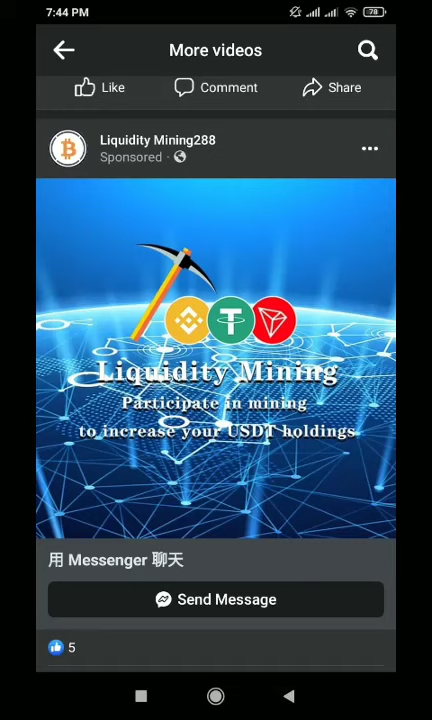 7:44 PM
78
More videos
Like
Comment
Share
Liquidity Mining288
Sponsored ·
Liquidity Mining
Participate in mining
to increase your USDT holdings
用 Messenger 聊天
Send Message
5